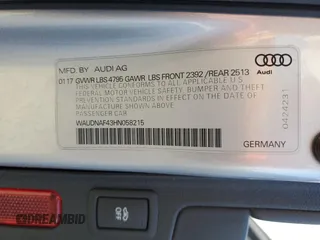 MFD. BY AUDI AG
01.17 GVWR LBS 4795 GAWR LBS FRONT 2392 /REAR 2513
THIS VEHICLE CONFORMS TO ALL APPLICABLE U.S.
FEDERAL MOTOR VEHICLE SAFETY, BUMPER, AND THEFT
PREVENTION STANDARDS IN EFFECT ON THE DATE OF
MANUFACTURE SHOWN ABOVE.
PASSENGER CAR
WAUDNAF43HN058215
Audi
0424231
GERMANY
OFF
DREAMBID